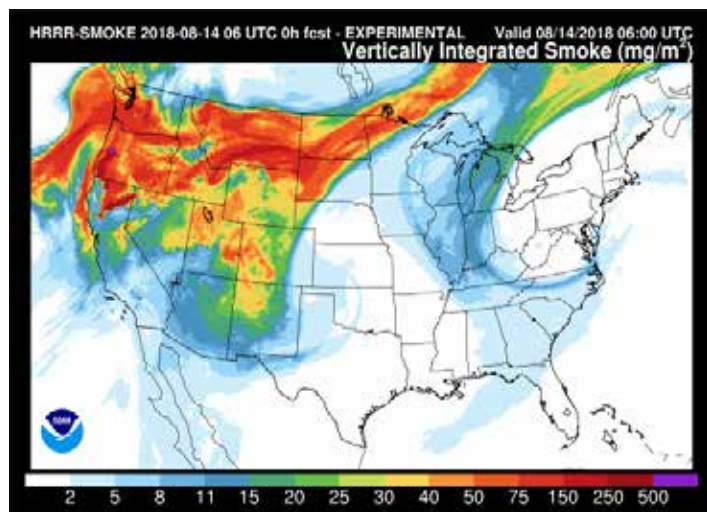 HRRR-SMOKE 2018-08-14 06 UTC 0h fcst - EXPERIMENTAL Valid 08/14/2018 06:00 UTC
Vertically Integrated Smoke (mg/m²)
noaa
2 5 8 11 15 20 25 30 40 50 75 150 250 500